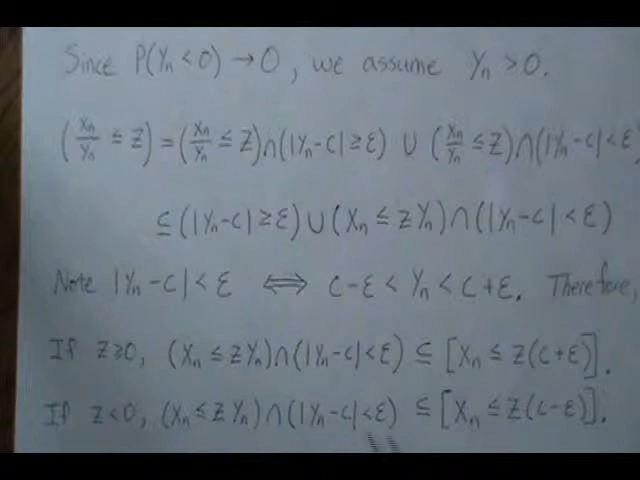 Since P(Yₙ < 0) → 0, we assume Yₙ > 0.
(Xₙ/Yₙ ≤ Z) = (Xₙ/Yₙ ≤ Z) ∩ (|Yₙ-C| ≥ ε) ∪ (Xₙ/Yₙ ≤ Z) ∩ (|Yₙ-C| < ε)
⊆ (|Yₙ-C| ≥ ε) ∪ (Xₙ ≤ ZYₙ) ∩ (|Yₙ-C| < ε)
Note |Yₙ-C| < ε ⟺ C-ε < Yₙ < C+ε. Therefore,
If Z≥0, (Xₙ ≤ ZYₙ) ∩ (|Yₙ-C| < ε) ⊆ [Xₙ ≤ Z(C+ε)].
If Z<0, (Xₙ ≤ ZYₙ) ∩ (|Yₙ-C| < ε) ⊆ [Xₙ ≤ Z(C-ε)].